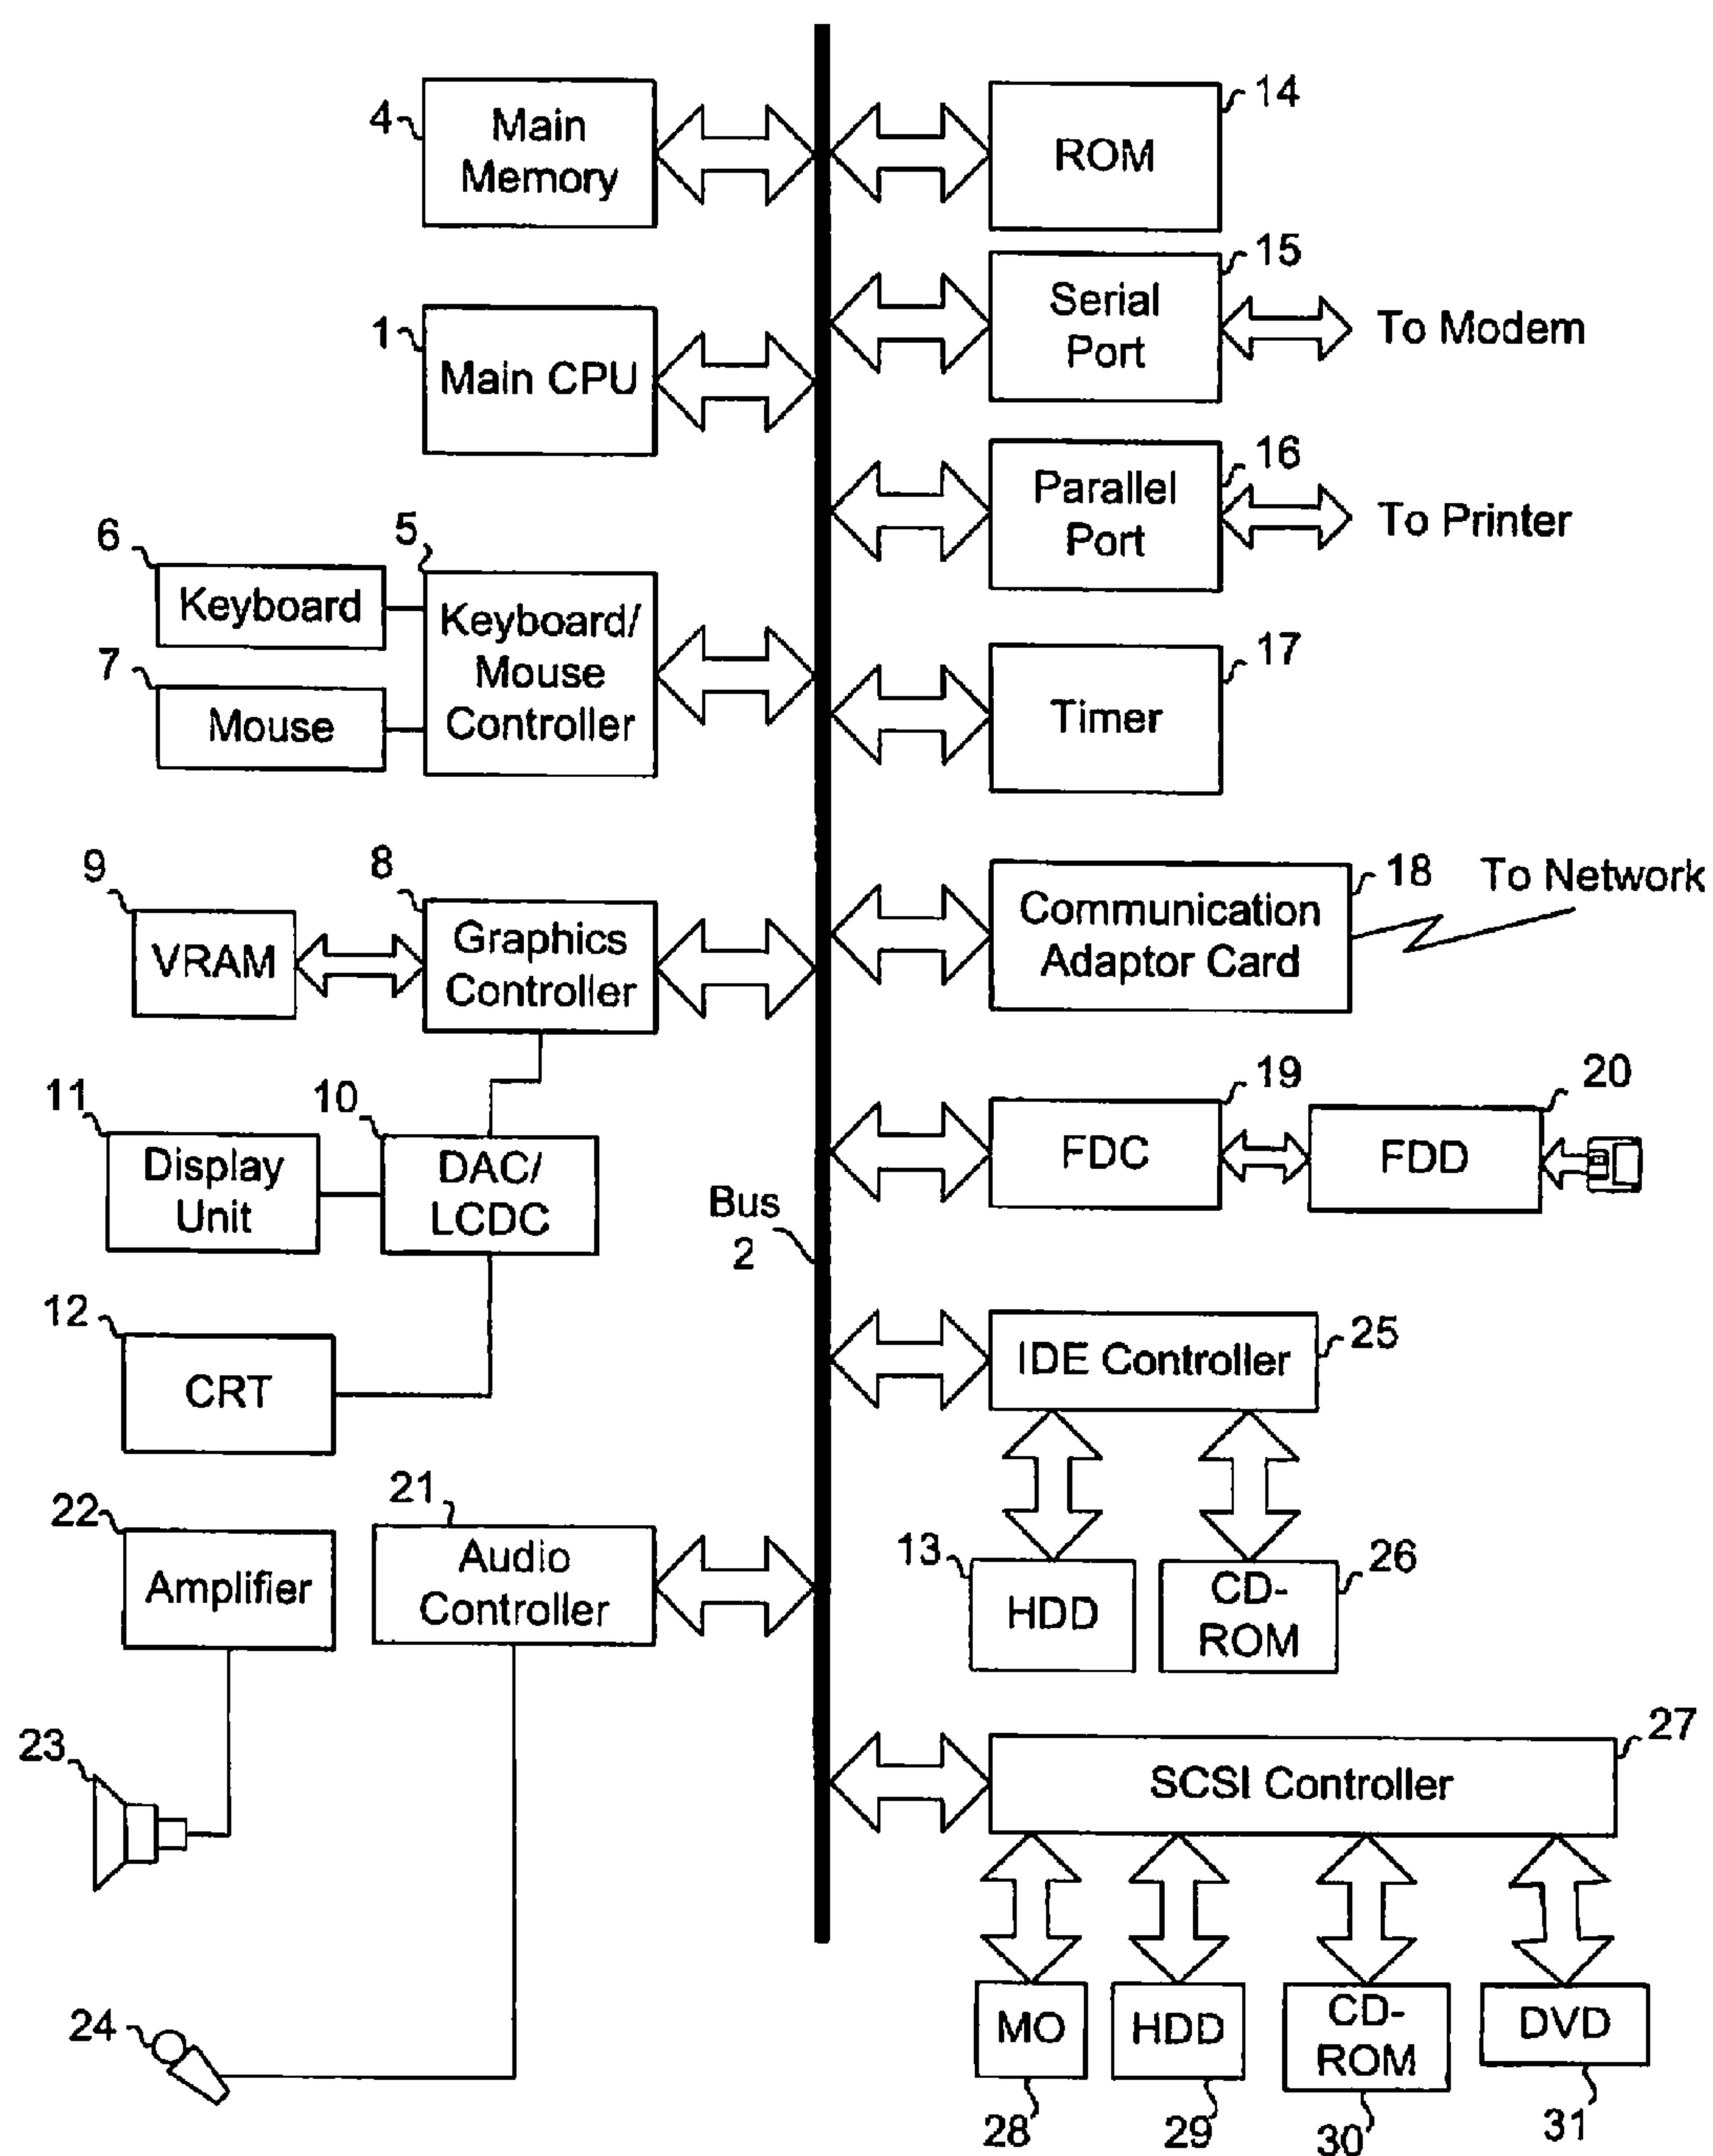 4
Main
Memory
14
ROM
15
Serial
Port
To Modem
1
Main CPU
16
Parallel
Port
To Printer
6
Keyboard
5
Keyboard/
Mouse
Controller
7
Mouse
17
Timer
9
VRAM
8
Graphics
Controller
18
Communication
Adaptor Card
To Network
11
Display
Unit
10
DAC/
LCDC
19
FDC
20
FDD
Bus
2
12
CRT
25
IDE Controller
22
Amplifier
21
Audio
Controller
13
HDD
26
CD-
ROM
23
27
SCSI Controller
24
MO
28
HDD
29
CD-
ROM
30
DVD
31